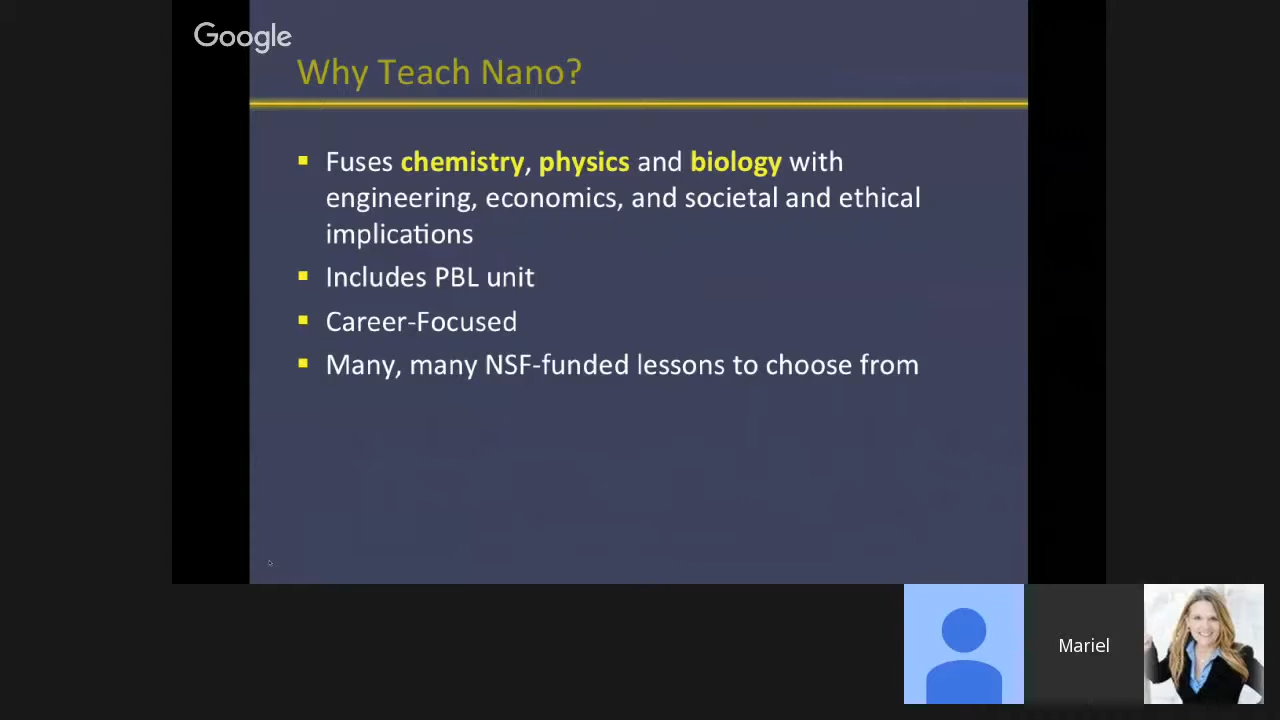 Google
Why Teach Nano?
Fuses chemistry, physics and biology with
engineering, economics, and societal and ethical
implications
Includes PBL unit
Career-Focused
Many, many NSF-funded lessons to choose from
Mariel